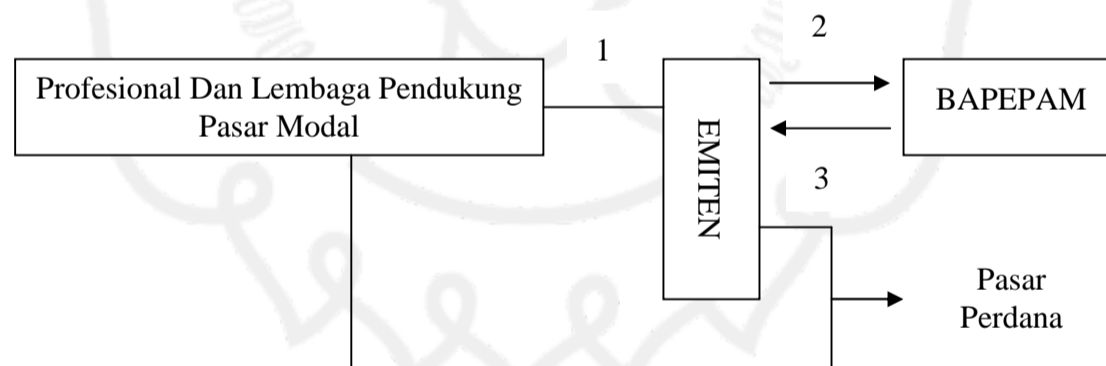 1
2
Profesional Dan Lembaga Pendukung
Pasar Modal
EMITEN
BAPEPAM
3
Pasar
Perdana